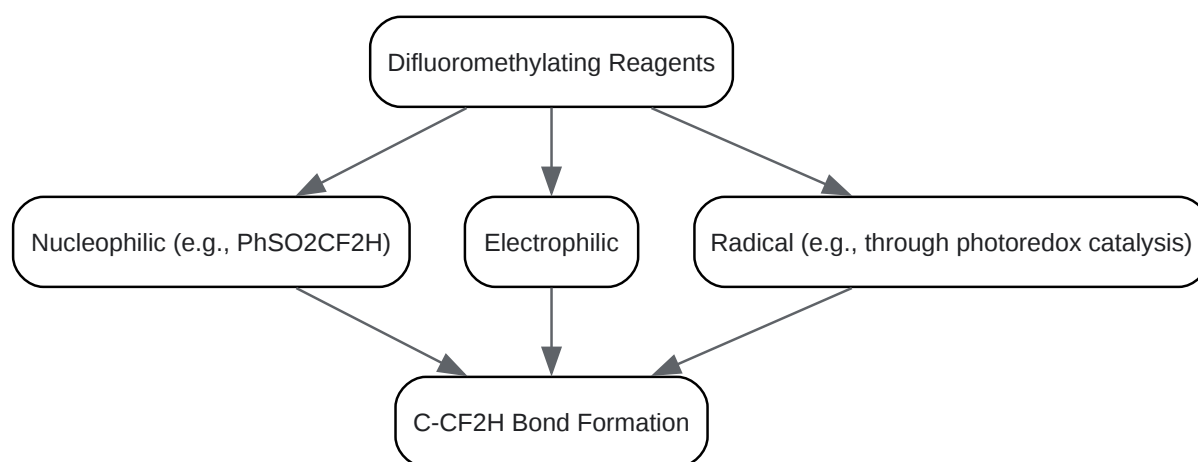 Difluoromethylating Reagents
Nucleophilic (e.g., PhSO2CF2H)
Electrophilic
Radical (e.g., through photoredox catalysis)
C-CF2H Bond Formation